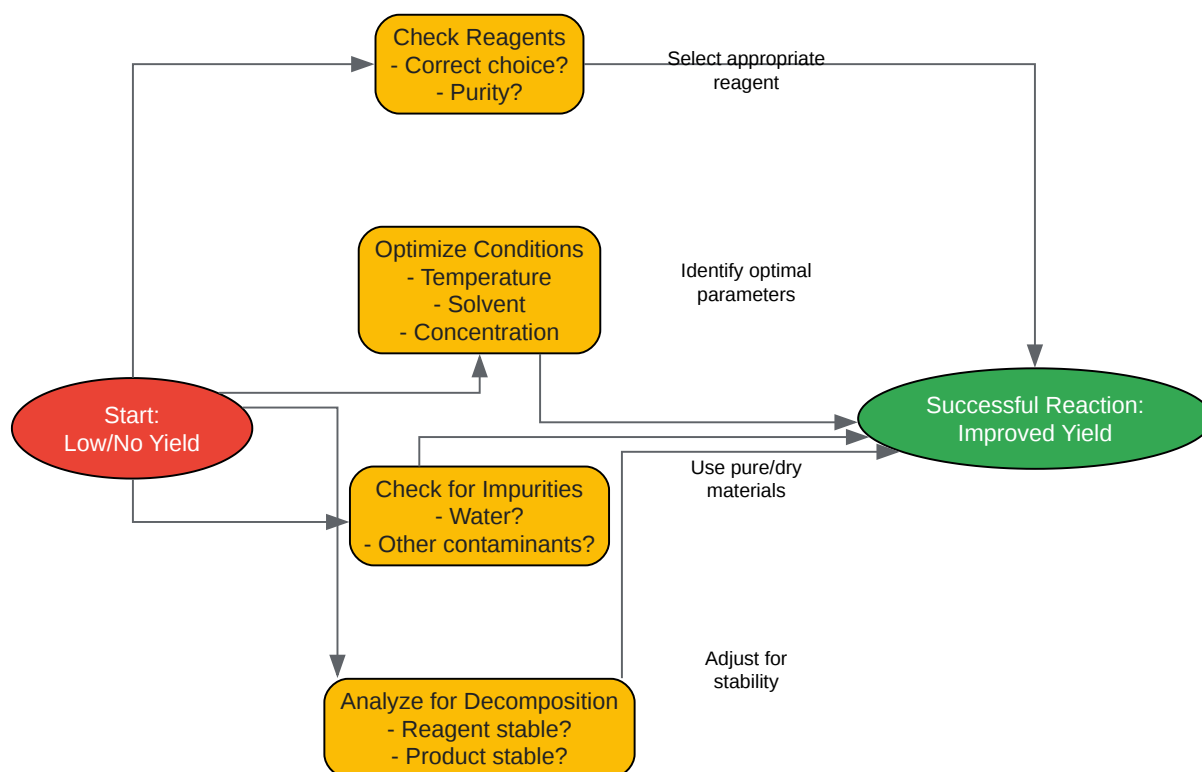 Check Reagents
- Correct choice?
- Purity?
Select appropriate
reagent
Optimize Conditions
- Temperature
- Solvent
- Concentration
Identify optimal
parameters
Start:
Low/No Yield
Successful Reaction:
Improved Yield
Check for Impurities
- Water?
- Other contaminants?
Use pure/dry
materials
Analyze for Decomposition
- Reagent stable?
- Product stable?
Adjust for
stability